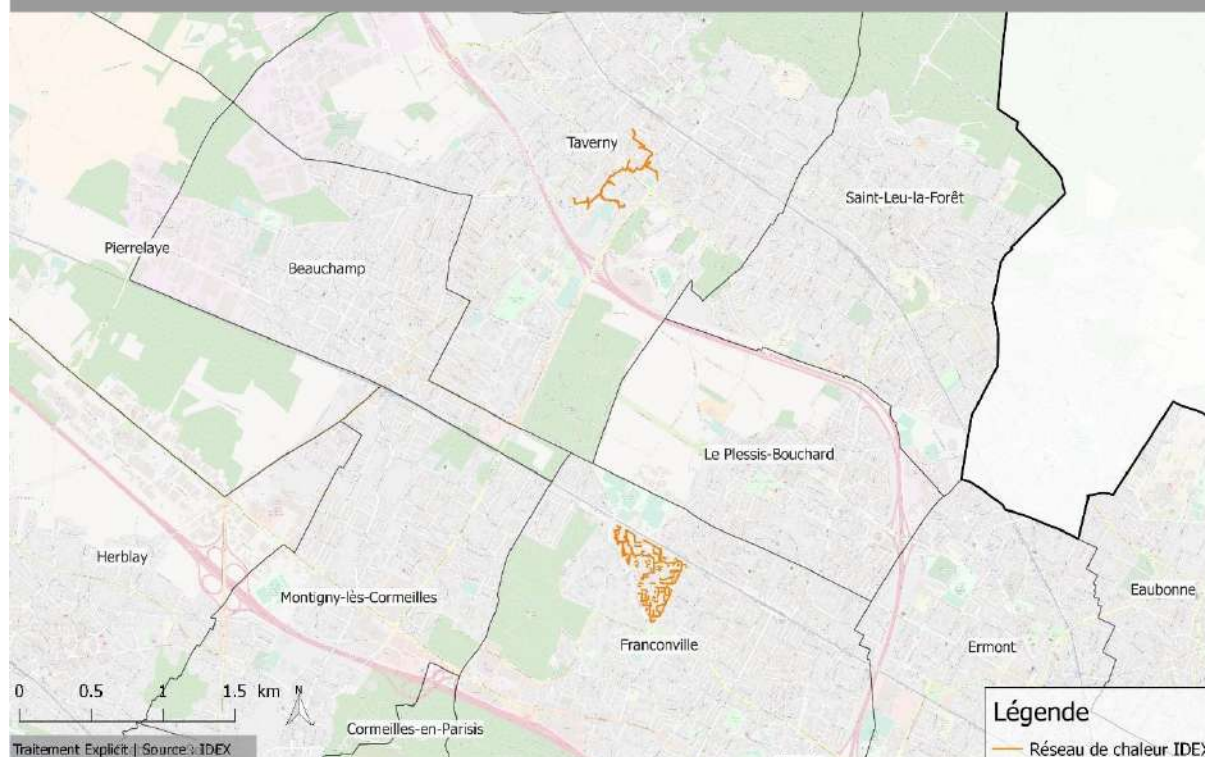 Taverny
Saint-Leu-la-Forêt
Pierrelaye
Beauchamp
Le Plessis-Bouchard
Herblay
Montigny-lès-Cormeilles
Eaubonne
Franconville
Ermont
0 0.5 1 1.5 km
N
Cormeilles-en-Parisis
Légende
Réseau de chaleur IDEX
Traitement Explicit | Source : IDEX